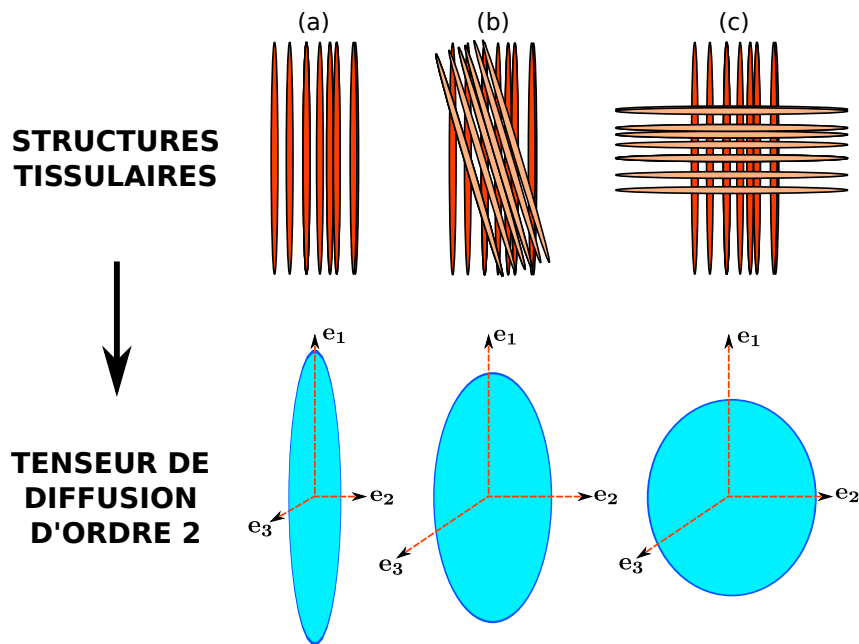 (a)
(b)
(c)
STRUCTURES
TISSULAIRES
e1
e2
e3
e1
e2
e3
e1
e2
e3
TENSEUR DE
DIFFUSION
D'ORDRE 2